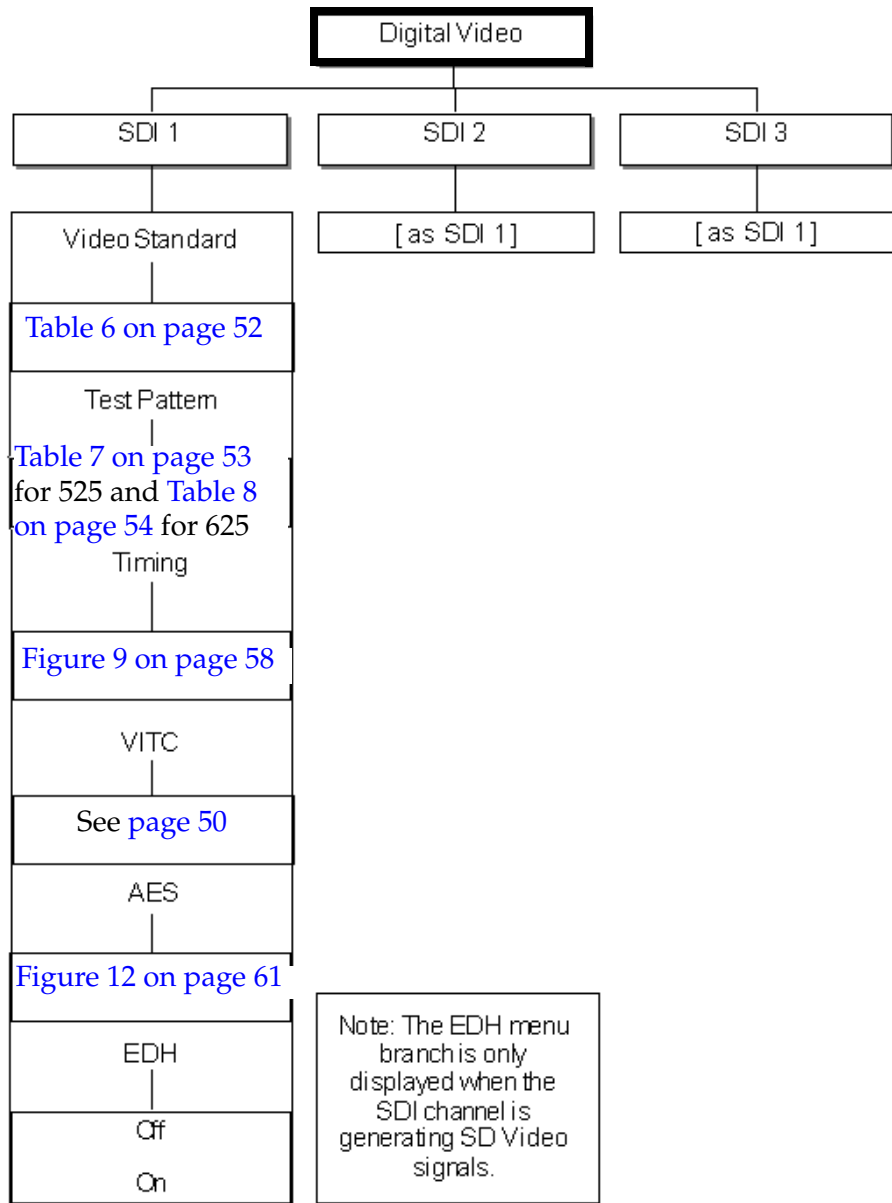 Digital Video
SDI 1
SDI 2
SDI 3
Video Standard
[as SDI 1]
[as SDI 1]
Table 6 on page 52
Test Pattern
Table 7 on page 53
for 525 and Table 8
on page 54 for 625
Timing
Figure 9 on page 58
VITC
See page 50
AES
Figure 12 on page 61
EDH
Off
On
Note: The EDH menu
branch is only
displayed when the
SDI channel is
generating SD Video
signals.